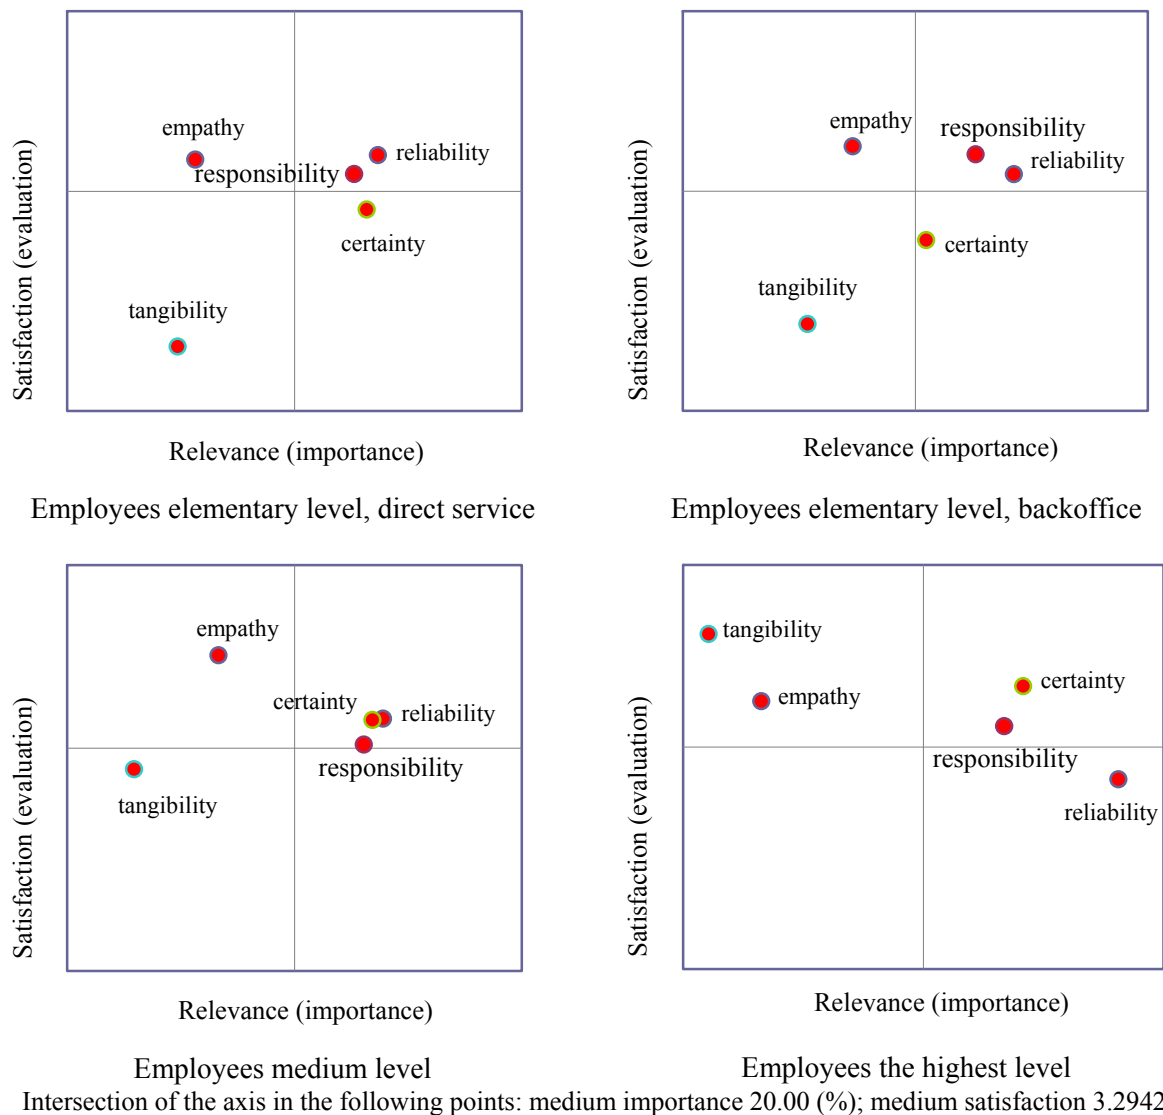 empathy
reliability
responsibility
certainty
tangibility
Satisfaction (evaluation)
Relevance (importance)
Employees elementary level, direct service
empathy
responsibility
reliability
certainty
tangibility
Satisfaction (evaluation)
Relevance (importance)
Employees elementary level, backoffice
empathy
certainty
reliability
responsibility
tangibility
Satisfaction (evaluation)
Relevance (importance)
Employees medium level
tangibility
certainty
empathy
responsibility
reliability
Satisfaction (evaluation)
Relevance (importance)
Employees the highest level
Intersection of the axis in the following points: medium importance 20.00 (%); medium satisfaction 3.2942